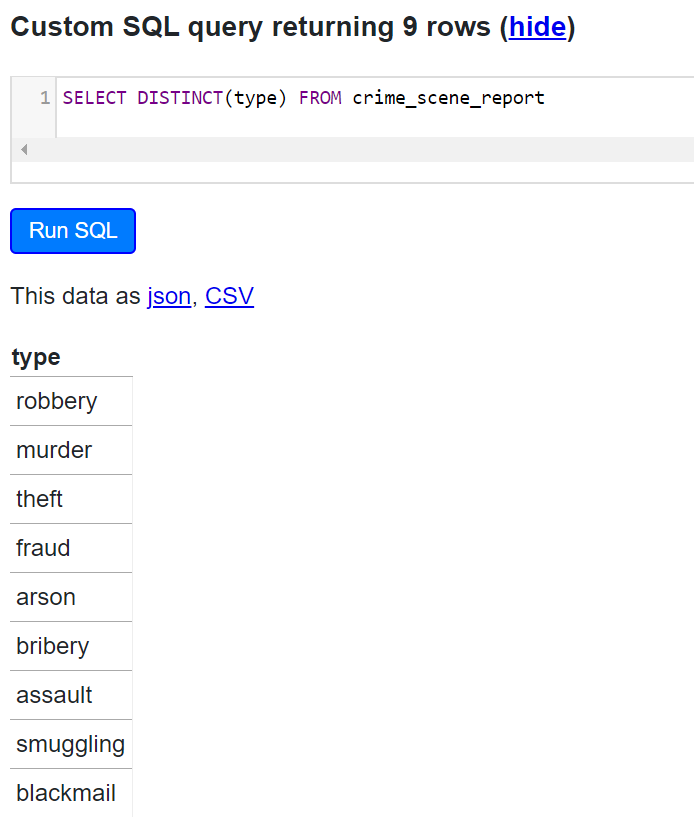 Custom SQL query returning 9 rows (hide)
1 SELECT DISTINCT(type) FROM crime_scene_report
Run SQL
This data as json, CSV
type
robbery
murder
theft
fraud
arson
bribery
assault
smuggling
blackmail